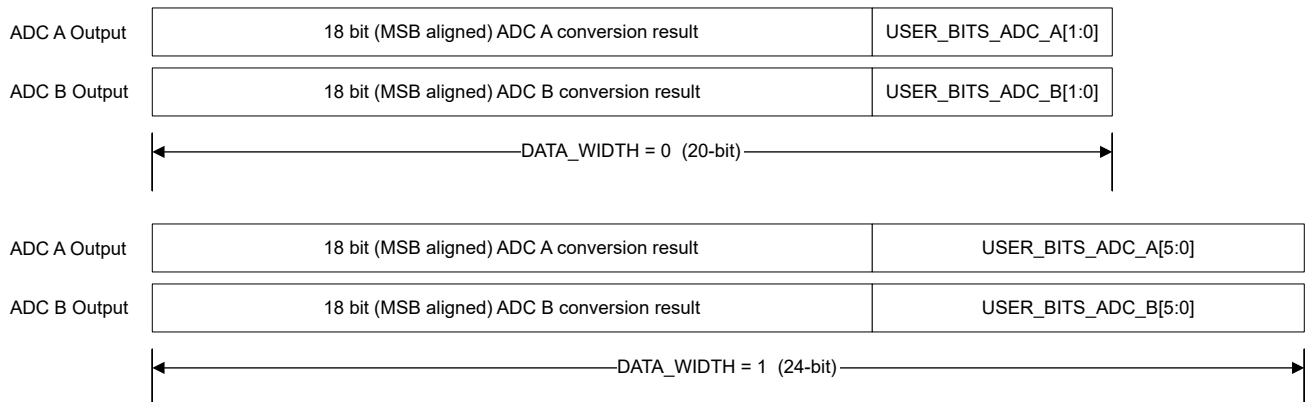 ADC A Output 18 bit (MSB aligned) ADC A conversion result USER_BITS_ADC_A[1:0]
ADC B Output 18 bit (MSB aligned) ADC B conversion result USER_BITS_ADC_B[1:0]
DATA_WIDTH = 0 (20-bit)
ADC A Output 18 bit (MSB aligned) ADC A conversion result USER_BITS_ADC_A[5:0]
ADC B Output 18 bit (MSB aligned) ADC B conversion result USER_BITS_ADC_B[5:0]
DATA_WIDTH = 1 (24-bit)